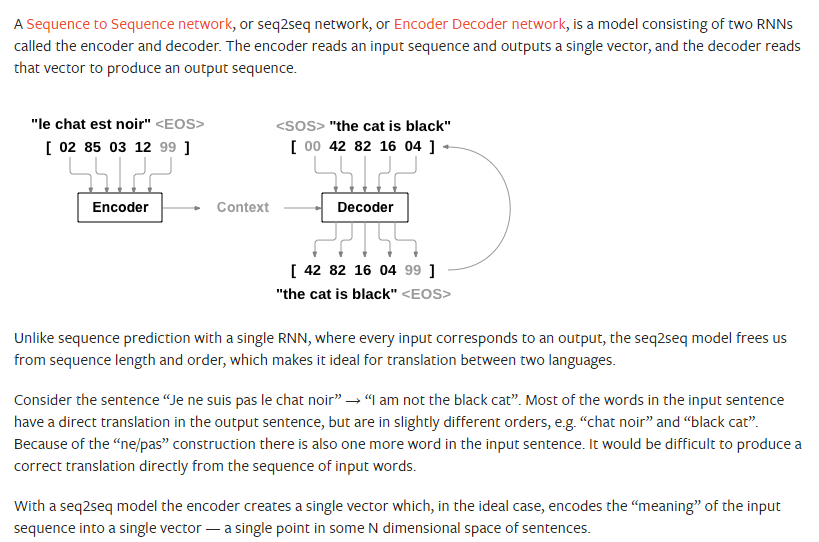 A Sequence to Sequence network, or seq2seq network, or Encoder Decoder network, is a model consisting of two RNNs
called the encoder and decoder. The encoder reads an input sequence and outputs a single vector, and the decoder reads
that vector to produce an output sequence.
"le chat est noir" <EOS>
[ 02 85 03 12 99 ]
<SOS> "the cat is black"
[ 00 42 82 16 04 ]
Encoder
Context
Decoder
[ 42 82 16 04 99 ]
"the cat is black" <EOS>
Unlike sequence prediction with a single RNN, where every input corresponds to an output, the seq2seq model frees us
from sequence length and order, which makes it ideal for translation between two languages.
Consider the sentence “Je ne suis pas le chat noir” → “I am not the black cat”. Most of the words in the input sentence
have a direct translation in the output sentence, but are in slightly different orders, e.g. “chat noir” and “black cat”.
Because of the “ne/pas” construction there is also one more word in the input sentence. It would be difficult to produce a
correct translation directly from the sequence of input words.
With a seq2seq model the encoder creates a single vector which, in the ideal case, encodes the “meaning” of the input
sequence into a single vector — a single point in some N dimensional space of sentences.